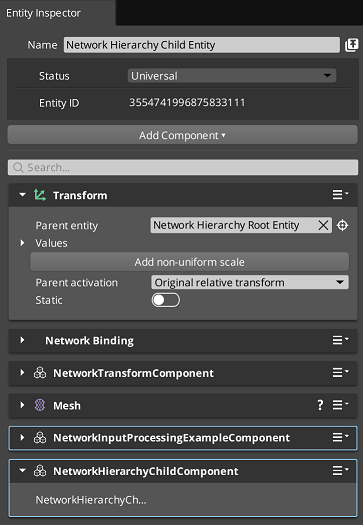 Entity Inspector
Name Network Hierarchy Child Entity
Status Universal
Entity ID 3554741996875833111
Add Component
Search...
Transform
Parent entity Network Hierarchy Root Entity
Values
Add non-uniform scale
Parent activation Original relative transform
Static
Network Binding
NetworkTransformComponent
Mesh ?
NetworkInputProcessingExampleComponent
NetworkHierarchyChildComponent
NetworkHierarchyCh...